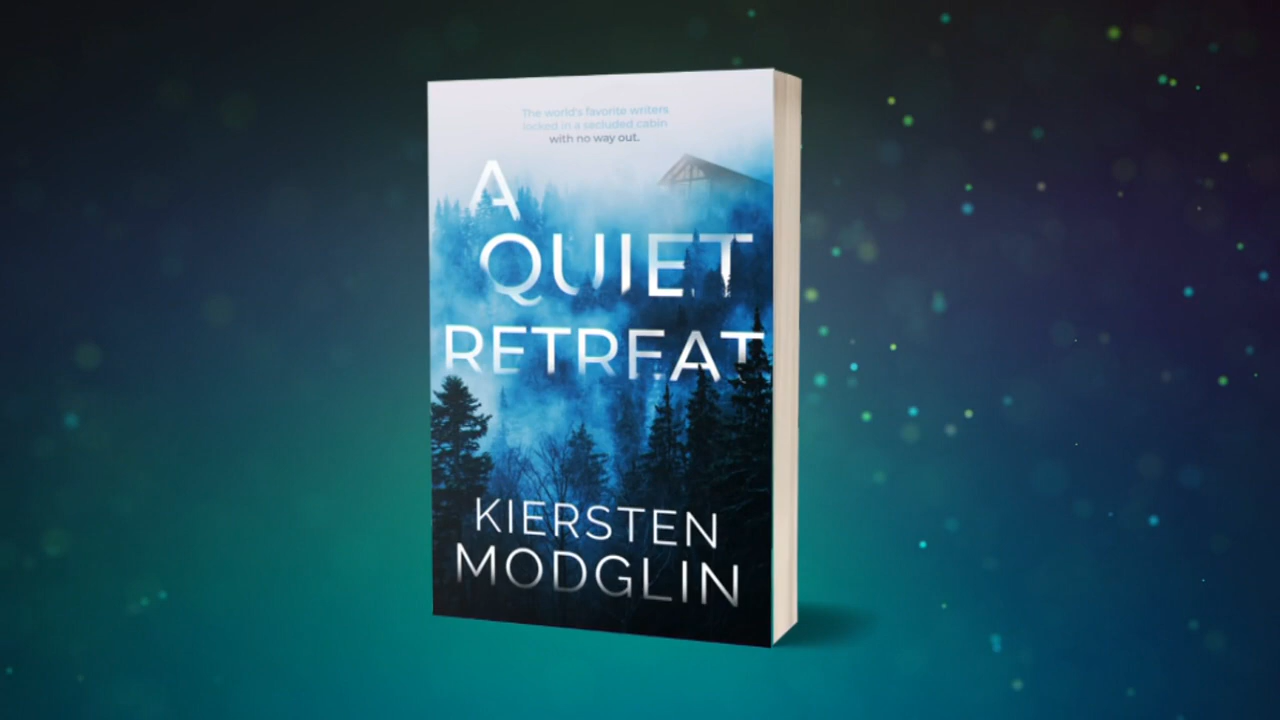 The world's favorite writers
locked in a secluded cabin
with no way out.
A
QUIET
RETREAT
KIERSTEN
MODGLIN